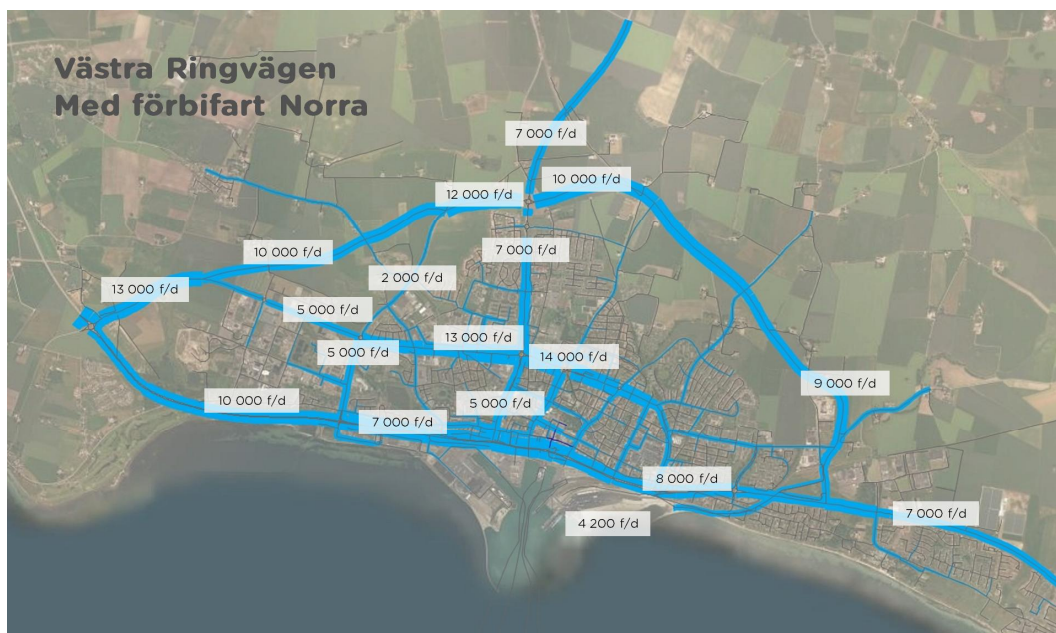 Västra Ringvägen
Med förbifart Norra
7 000 f/d
10 000 f/d
12 000 f/d
10 000 f/d
7 000 f/d
2 000 f/d
13 000 f/d
5 000 f/d
13 000 f/d
5 000 f/d
14 000 f/d
9 000 f/d
10 000 f/d
5 000 f/d
7 000 f/d
8 000 f/d
7 000 f/d
4 200 f/d